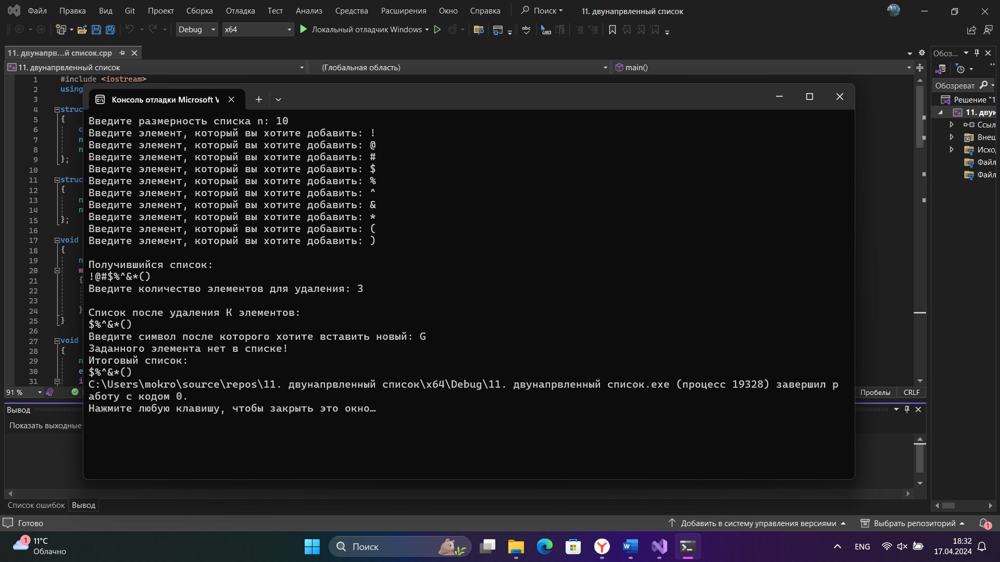 Файл Правка Вид Git Проект Сборка Отладка Тест Анализ Средства Расширения Окно Справка Поиск 11. двунапрвленный список
Debug x64 Локальный отладчик Windows
11. двунапрв...й список.cpp
Обоз...
11. двунапрвленный список (Глобальная область) main()
1 #include <iostream>
2 using
3
4 struc
5 {
6 c
7 n
8 n
9 };
10
11 struc
12 {
13 n
14 n
15 };
16
17 void
18 {
19 n
20 w
21 {
22
23
24 }
25 }
26
27 void
28 {
29 n
30 e
31 i
Консоль отладки Microsoft V
Введите размерность списка n: 10
Введите элемент, который вы хотите добавить: !
Введите элемент, который вы хотите добавить: @
Введите элемент, который вы хотите добавить: #
Введите элемент, который вы хотите добавить: $
Введите элемент, который вы хотите добавить: %
Введите элемент, который вы хотите добавить: ^
Введите элемент, который вы хотите добавить: &
Введите элемент, который вы хотите добавить: *
Введите элемент, который вы хотите добавить: (
Введите элемент, который вы хотите добавить: )
Получившийся список:
!@#$%^&*()
Введите количество элементов для удаления: 3
Список после удаления К элементов:
$%^&*()
Введите символ после которого хотите вставить новый: G
Заданного элемента нет в списке!
Итоговый список:
$%^&*()
C:\Users\mokro\source\repos\11. двунапрвленный список\x64\Debug\11. двунапрвленный список.exe (процесс 19328) завершил р
аботу с кодом 0.
Нажмите любую клавишу, чтобы закрыть это окно…
Обозреват
Решение "1
11. двун
Ссыл
Внеш
Исхо
Файл
Файл
91 % Пробелы CRLF
Вывод
Показать выходные
Список ошибок Вывод
Готово Добавить в систему управления версиями Выбрать репозиторий 1
1 11°C
Облачно
Поиск
ENG
18:32
17.04.2024